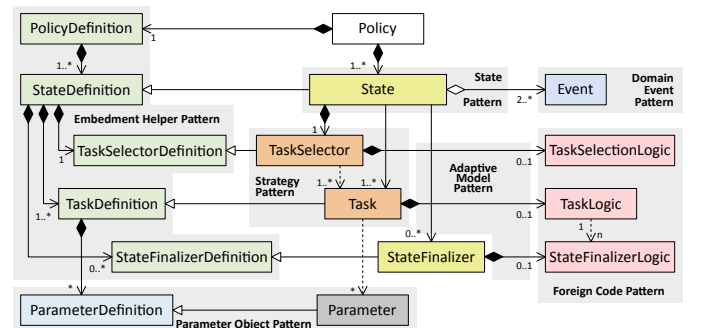 PolicyDefinition
Policy
1
1..*
1..*
StateDefinition
State
State
Pattern
2..*
Event
Domain
Event
Pattern
Embedment Helper Pattern
1
TaskSelectorDefinition
1
TaskSelector
0..1
TaskSelectionLogic
Strategy
Pattern
1..*
1..*
Adaptive
Model
Pattern
1..*
TaskDefinition
Task
0..1
TaskLogic
1
n
0..*
StateFinalizerDefinition
0..*
StateFinalizer
0..1
StateFinalizerLogic
Foreign Code Pattern
*
*
ParameterDefinition
Parameter
Parameter Object Pattern